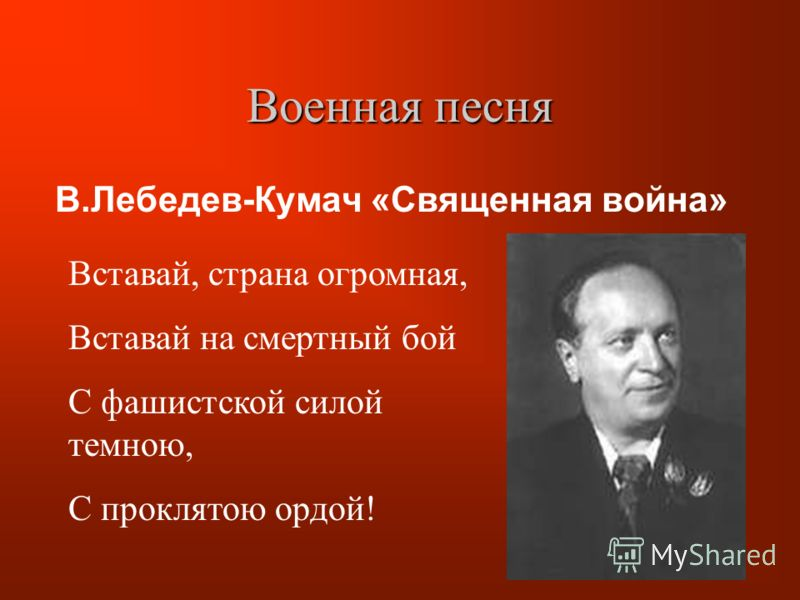 Военная песня
В.Лебедев-Кумач «Священная война»
Вставай, страна огромная,
Вставай на смертный бой
С фашистской силой
темною,
С проклятою ордой!
MyShared